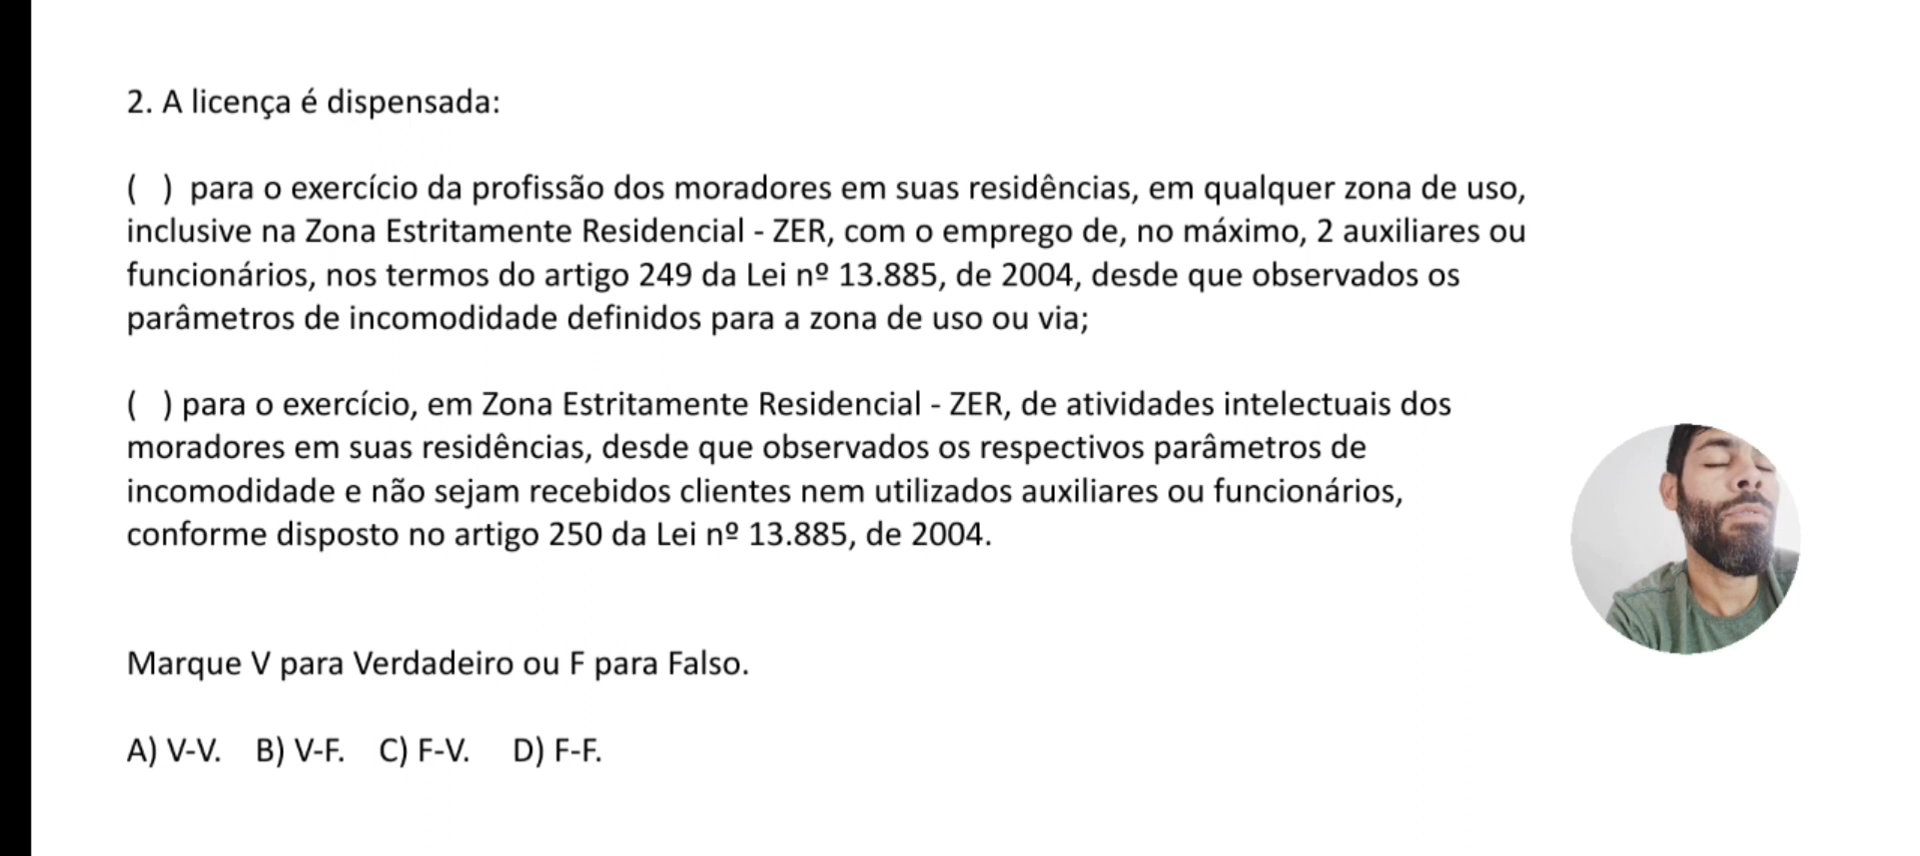 2. A licença é dispensada:
(   )  para o exercício da profissão dos moradores em suas residências, em qualquer zona de uso,
inclusive na Zona Estritamente Residencial - ZER, com o emprego de, no máximo, 2 auxiliares ou
funcionários, nos termos do artigo 249 da Lei nº 13.885, de 2004, desde que observados os
parâmetros de incomodidade definidos para a zona de uso ou via;
(   ) para o exercício, em Zona Estritamente Residencial - ZER, de atividades intelectuais dos
moradores em suas residências, desde que observados os respectivos parâmetros de
incomodidade e não sejam recebidos clientes nem utilizados auxiliares ou funcionários,
conforme disposto no artigo 250 da Lei nº 13.885, de 2004.
Marque V para Verdadeiro ou F para Falso.
A) V-V.    B) V-F.    C) F-V.    D) F-F.